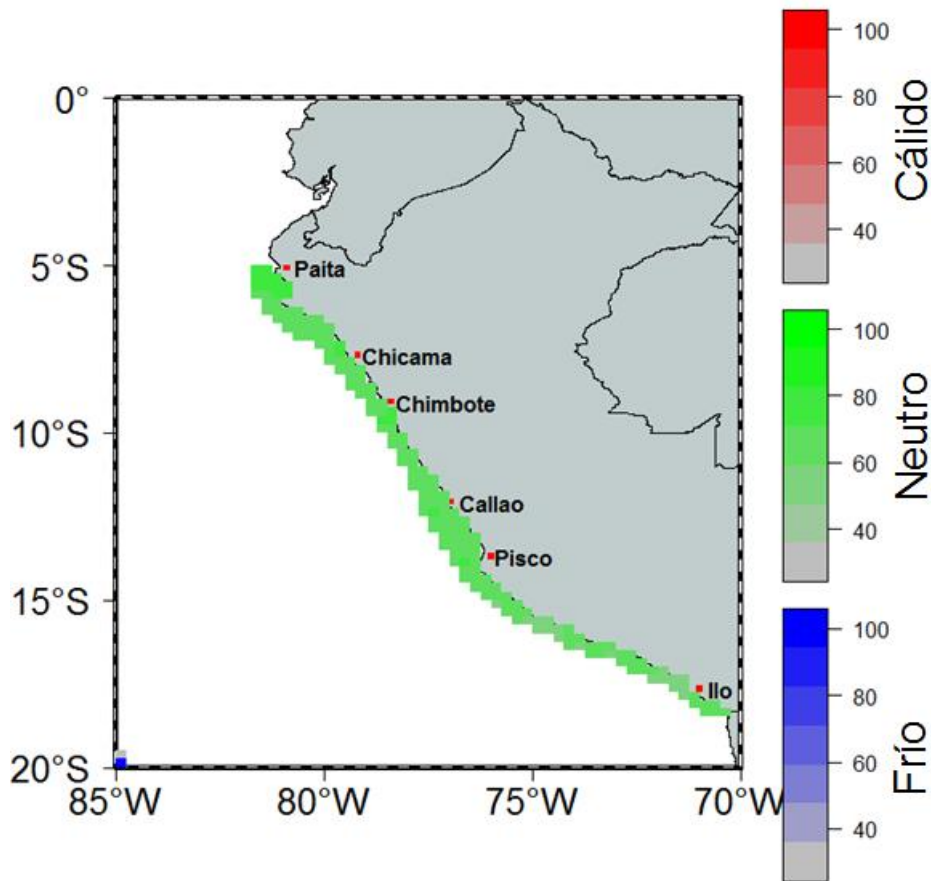 0°
5°S
10°S
15°S
20°S
85°W
80°W
75°W
70°W
Paita
Chicama
Chimbote
Callao
Pisco
Ilo
100
80
60
40
Cálido
100
80
60
40
Neutro
100
80
60
40
Frío